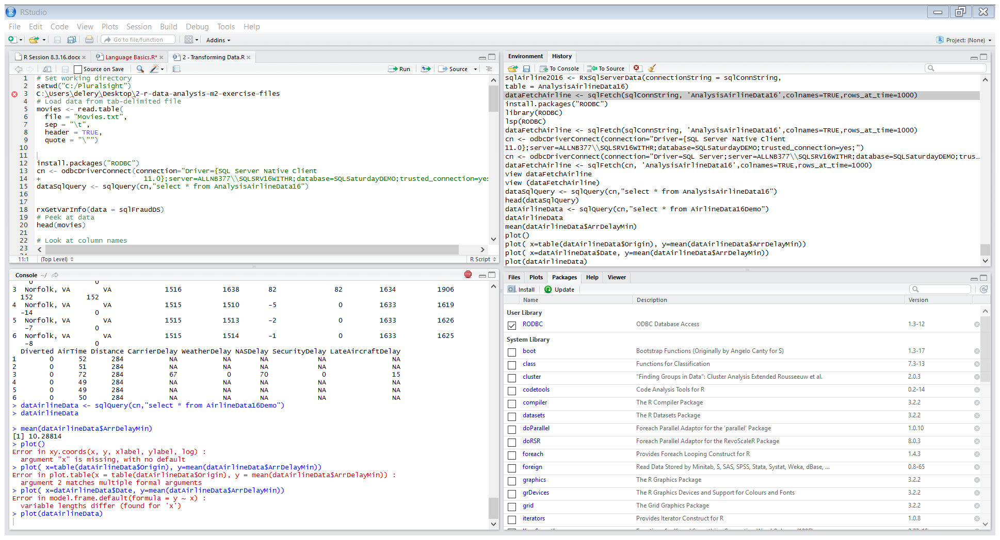 RStudio
File Edit Code View Plots Session Build Debug Tools Help
Go to file/function Addins Project: (None)
R Session 8.3.16.docx Language Basics.R* 2 - Transforming Data.R
Source on Save Run Source
1 # Set working directory
2 setwd("C:/Pluralsight")
3 C:\Users\delery\Desktop\2-r-data-analysis-m2-exercise-files
4 # Load data from tab-delimited file
5 movies <- read.table(
6 file = "Movies.txt",
7 sep = "\t",
8 header = TRUE,
9 quote = "\"")
10
11
12 install.packages("RODBC")
13 cn <- odbcDriverConnect(connection="Driver={SQL Server Native Client
14 + 11.0};server=ALLNB377\\SQLSRV16WITHR;database=SQLSaturdayDEMO;trusted_connection=yes
15 dataSqlQuery <- sqlQuery(cn,"select * from AnalysisAirlineData16")
16
17
18 rxGetVarInfo(data = sqlFraudDS)
19 # Peek at data
20 head(movies)
21
22 # Look at column names
23
11:1 (Top Level) R Script
Console ~/
0 0
3 Norfolk, VA VA 1516 1638 82 82 1634 1906
152 152
4 Norfolk, VA VA 1515 1510 -5 0 1633 1619
-14 0
5 Norfolk, VA VA 1515 1513 -2 0 1633 1626
-7 0
6 Norfolk, VA VA 1515 1514 -1 0 1633 1625
-8 0
Diverted AirTime Distance CarrierDelay WeatherDelay NASDelay SecurityDelay LateAircraftDelay
1 0 52 284 NA NA NA NA NA
2 0 51 284 NA NA NA NA NA
3 0 72 284 67 0 70 0 15
4 0 49 284 NA NA NA NA NA
5 0 49 284 NA NA NA NA NA
6 0 50 284 NA NA NA NA NA
> datAirlineData <- sqlQuery(cn,"select * from AirlineData16Demo")
> datAirlineData
> mean(datAirlineData$ArrDelayMin)
[1] 10.28814
> plot()
Error in xy.coords(x, y, xlabel, ylabel, log) :
argument "x" is missing, with no default
> plot( x=table(datAirlineData$Origin), y=mean(datAirlineData$ArrDelayMin))
Error in plot.table(x = table(datAirlineData$Origin), y = mean(datAirlineData$ArrDelayMin)) :
argument 2 matches multiple formal arguments
> plot( x=datAirlineData$Date, y=mean(datAirlineData$ArrDelayMin))
Error in model.frame.default(formula = y ~ x) :
variable lengths differ (found for 'x')
> plot(datAirlineData)
Environment History
To Console To Source
sqlAirline2016 <- RxSqlServerData(connectionString = sqlConnString,
table = AnalysisAirlineData16)
dataFetchAirline <- sqlFetch(sqlConnString, 'AnalysisAirlineData16',colnames=TRUE,rows_at_time=1000)
install.packages("RODBC")
library(RODBC)
lsp(RODBC)
dataFetchAirline <- sqlFetch(sqlConnString, 'AnalysisAirlineData16',colnames=TRUE,rows_at_time=1000)
cn <- odbcDriverConnect(connection="Driver={SQL Server Native Client
11.0};server=ALLNB377\\SQLSRV16WITHR;database=SQLSaturdayDEMO;trusted_connection=yes;")
cn <- odbcDriverConnect(connection="Driver=SQL Server;server=ALLNB377\\SQLSRV16WITHR;database=SQLSaturdayDEMO;trus...
dataFetchAirline <- sqlFetch(cn, 'AnalysisAirlineData16',colnames=TRUE,rows_at_time=1000)
view dataFetchAirline
view (dataFetchAirline)
dataSqlQuery <- sqlQuery(cn,"select * from AnalysisAirlineData16")
head(dataSqlQuery)
datAirlineData <- sqlQuery(cn,"select * from AirlineData16Demo")
datAirlineData
mean(datAirlineData$ArrDelayMin)
plot()
plot( x=table(datAirlineData$Origin), y=mean(datAirlineData$ArrDelayMin))
plot( x=datAirlineData$Date, y=mean(datAirlineData$ArrDelayMin))
plot(datAirlineData)
Files Plots Packages Help Viewer
Install Update
Name Description Version
User Library
RODBC ODBC Database Access 1.3-12
System Library
boot Bootstrap Functions (Originally by Angelo Canty for S) 1.3-17
class Functions for Classification 7.3-13
cluster "Finding Groups in Data": Cluster Analysis Extended Rousseeuw et al. 2.0.3
codetools Code Analysis Tools for R 0.2-14
compiler The R Compiler Package 3.2.2
datasets The R Datasets Package 3.2.2
doParallel Foreach Parallel Adaptor for the 'parallel' Package 1.0.10
doRSR Foreach Parallel Adaptor for the RevoScaleR Package 8.0.3
foreach Provides Foreach Looping Construct for R 1.4.3
foreign Read Data Stored by Minitab, S, SAS, SPSS, Stata, Systat, Weka, dBase, ... 0.8-65
graphics The R Graphics Package 3.2.2
grDevices The R Graphics Devices and Support for Colours and Fonts 3.2.2
grid The Grid Graphics Package 3.2.2
iterators Provides Iterator Construct for R 1.0.8